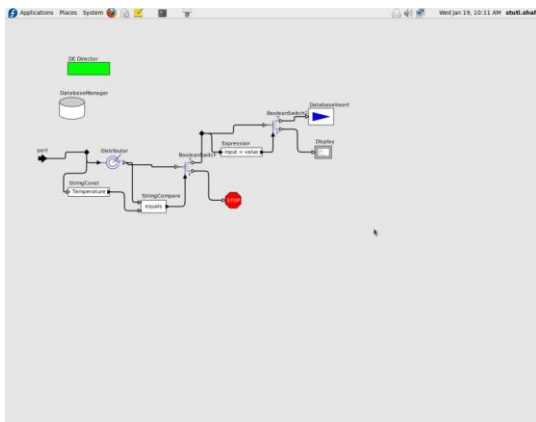 Applications Places System Wed Jan 19, 10:11 AM stuti.shah
DE Director
DatabaseManager
port
Distributor
StringConst
Temperature
StringCompare
equals
BooleanSwitch
STOP
Expression
input = value
BooleanSwitch2
DatabaseInsert
Display